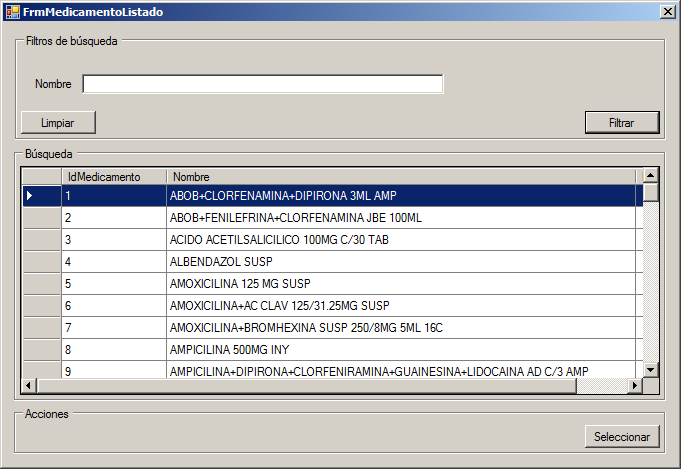 FrmMedicamentoListado
Filtros de búsqueda
Nombre
Limpiar Filtrar
Búsqueda
IdMedicamento Nombre
1 ABOB+CLORFENAMINA+DIPIRONA 3ML AMP
2 ABOB+FENILEFRINA+CLORFENAMINA JBE 100ML
3 ACIDO ACETILSALICILICO 100MG C/30 TAB
4 ALBENDAZOL SUSP
5 AMOXICILINA 125 MG SUSP
6 AMOXICILINA+AC CLAV 125/31.25MG SUSP
7 AMOXICILINA+BROMHEXINA SUSP 250/8MG 5ML 16C
8 AMPICILINA 500MG INY
9 AMPICILINA+DIPIRONA+CLORFENIRAMINA+GUAINESINA+LIDOCAINA AD C/3 AMP
Acciones
Seleccionar